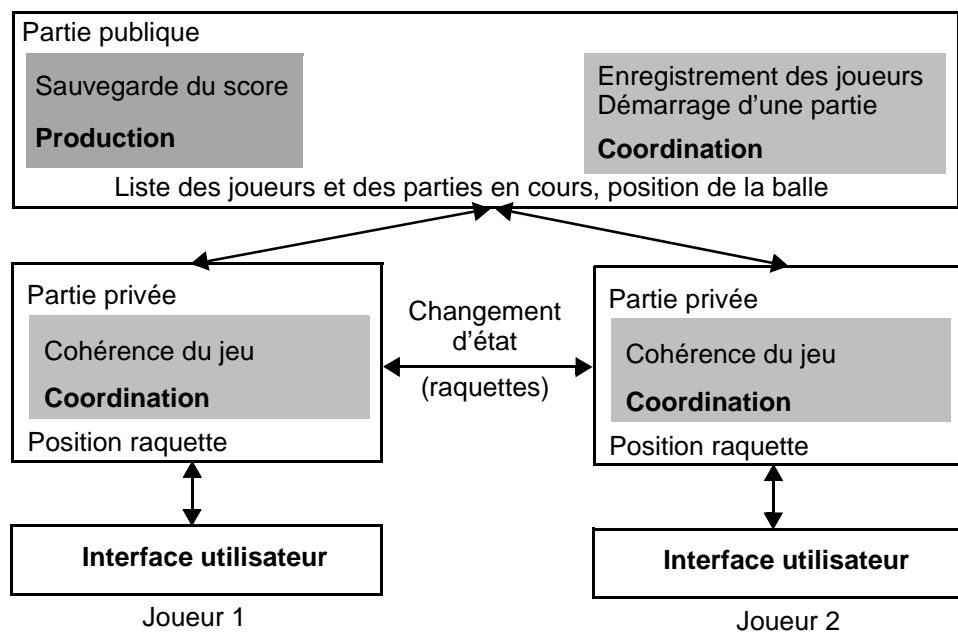 Partie publique
Sauvegarde du score
Production
Enregistrement des joueurs
Démarrage d’une partie
Coordination
Liste des joueurs et des parties en cours, position de la balle
Partie privée
Cohérence du jeu
Coordination
Position raquette
Changement
d’état
(raquettes)
Partie privée
Cohérence du jeu
Coordination
Position raquette
Interface utilisateur
Joueur 1
Interface utilisateur
Joueur 2